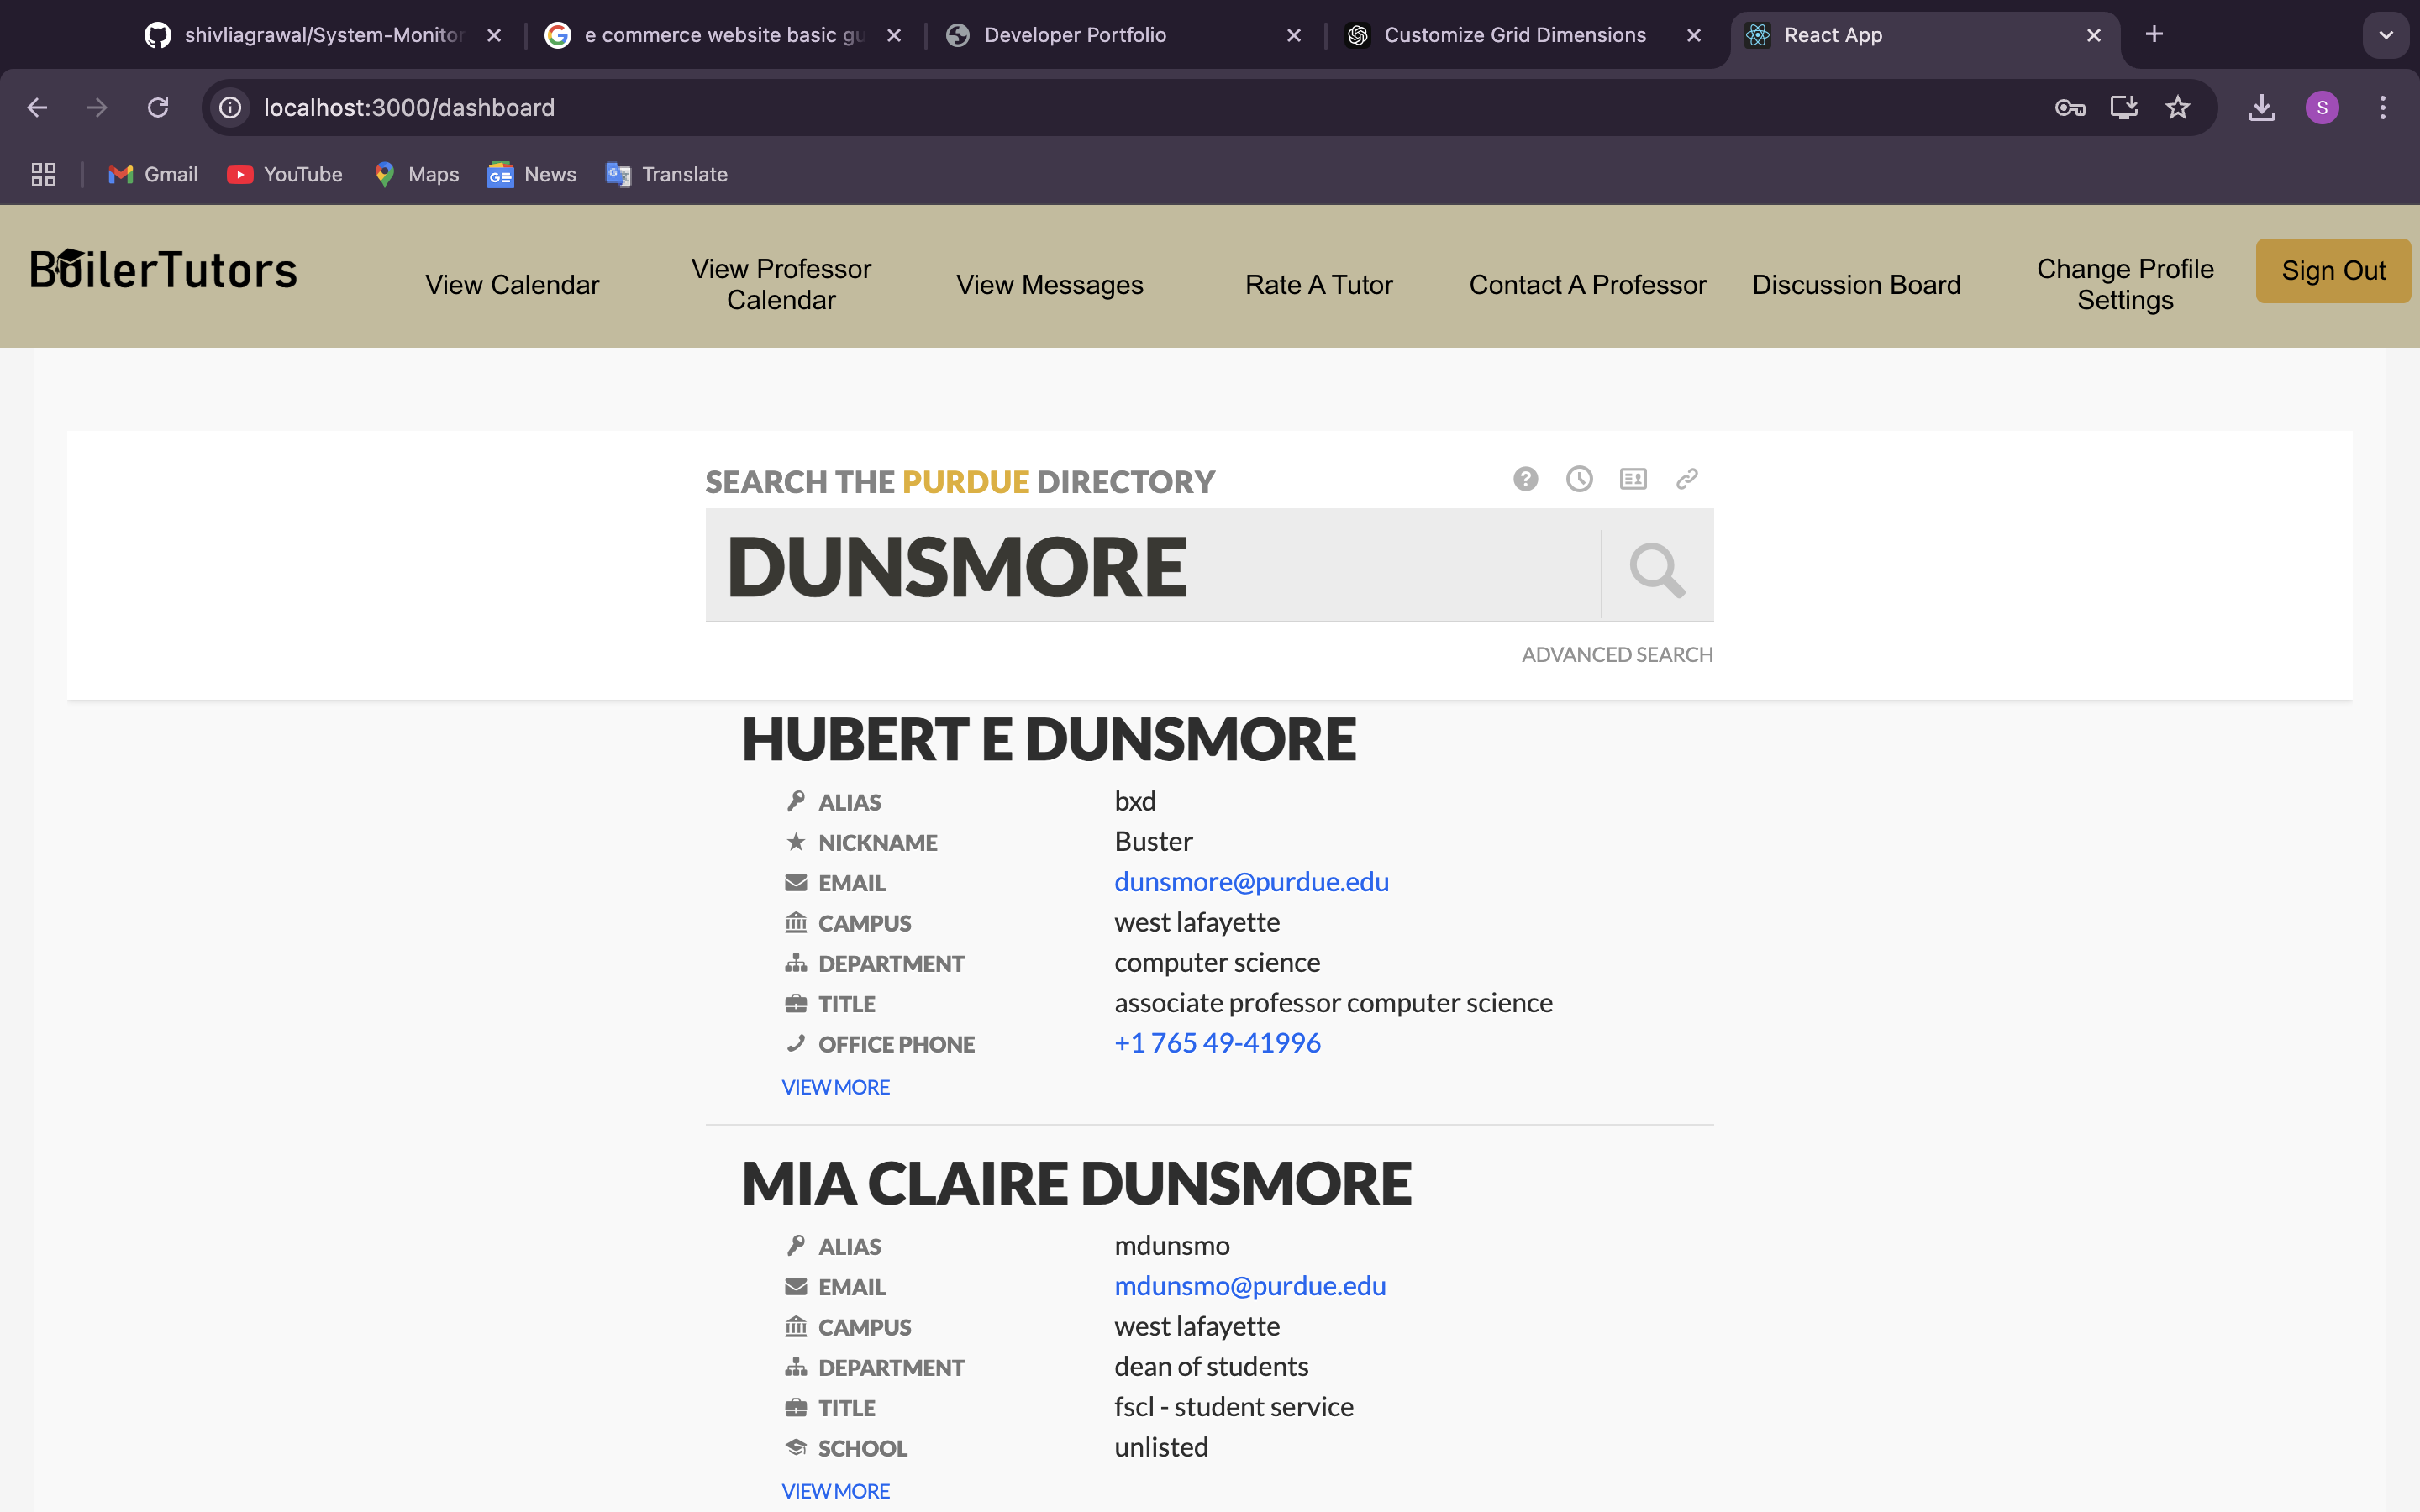 shivliagrawal/System-Monitor
e commerce website basic gu
Developer Portfolio
Customize Grid Dimensions
React App
localhost:3000/dashboard
S
Gmail
YouTube
Maps
News
Translate
BoilerTutors
View Calendar
View Professor
Calendar
View Messages
Rate A Tutor
Contact A Professor
Discussion Board
Change Profile
Settings
Sign Out
SEARCH THE PURDUE DIRECTORY
DUNSMORE
ADVANCED SEARCH
HUBERT E DUNSMORE
ALIAS bxd
NICKNAME Buster
EMAIL dunsmore@purdue.edu
CAMPUS west lafayette
DEPARTMENT computer science
TITLE associate professor computer science
OFFICE PHONE +1 765 49-41996
VIEW MORE
MIA CLAIRE DUNSMORE
ALIAS mdunsmo
EMAIL mdunsmo@purdue.edu
CAMPUS west lafayette
DEPARTMENT dean of students
TITLE fscl - student service
SCHOOL unlisted
VIEW MORE